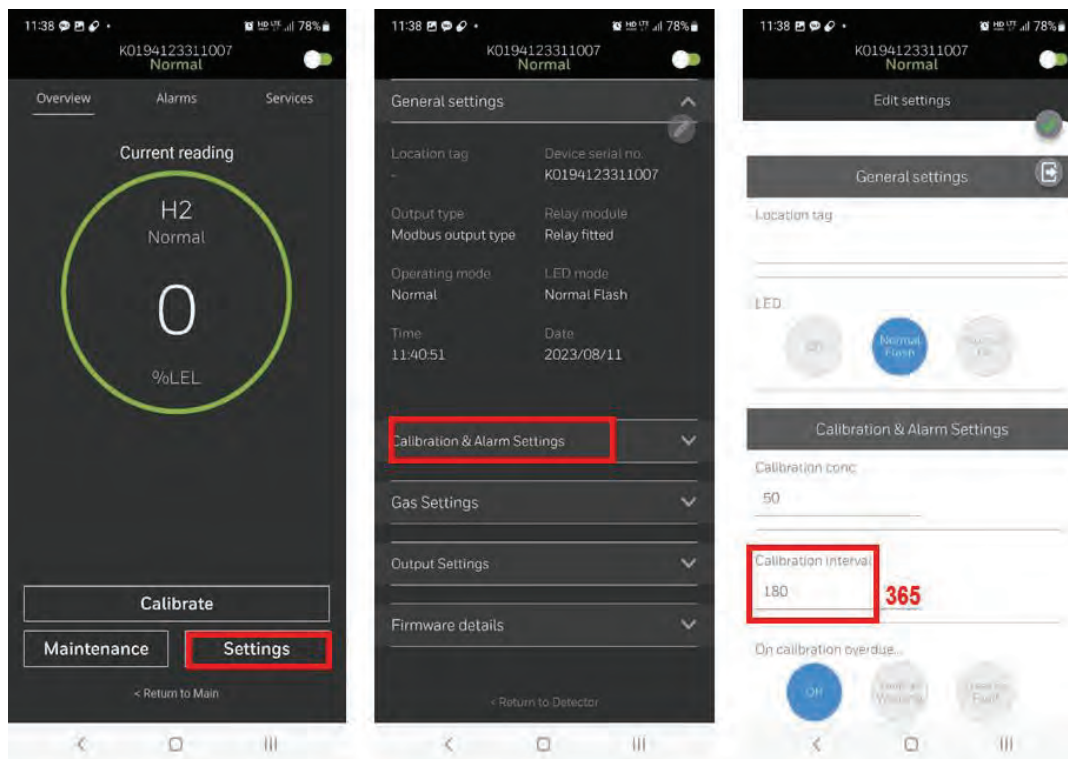 11:38 78%
K0194123311007
Normal
Overview Alarms Services
Current reading
H2
Normal
0
%LEL
Calibrate
Maintenance Settings
< Return to Main
11:38 78%
K0194123311007
Normal
General settings
Location tag Device serial no.
- K0194123311007
Output type Relay module
Modbus output type Relay fitted
Operating mode LED mode
Normal Normal Flash
Time Date
11:40:51 2023/08/11
Calibration & Alarm Settings
Gas Settings
Output Settings
Firmware details
< Return to Detector
11:38 78%
K0194123311007
Normal
Edit settings
General settings
Location tag
LED
Normal
Flash
Calibration & Alarm Settings
Calibration conc
50
Calibration interval
180 365
On calibration overdue...
Off